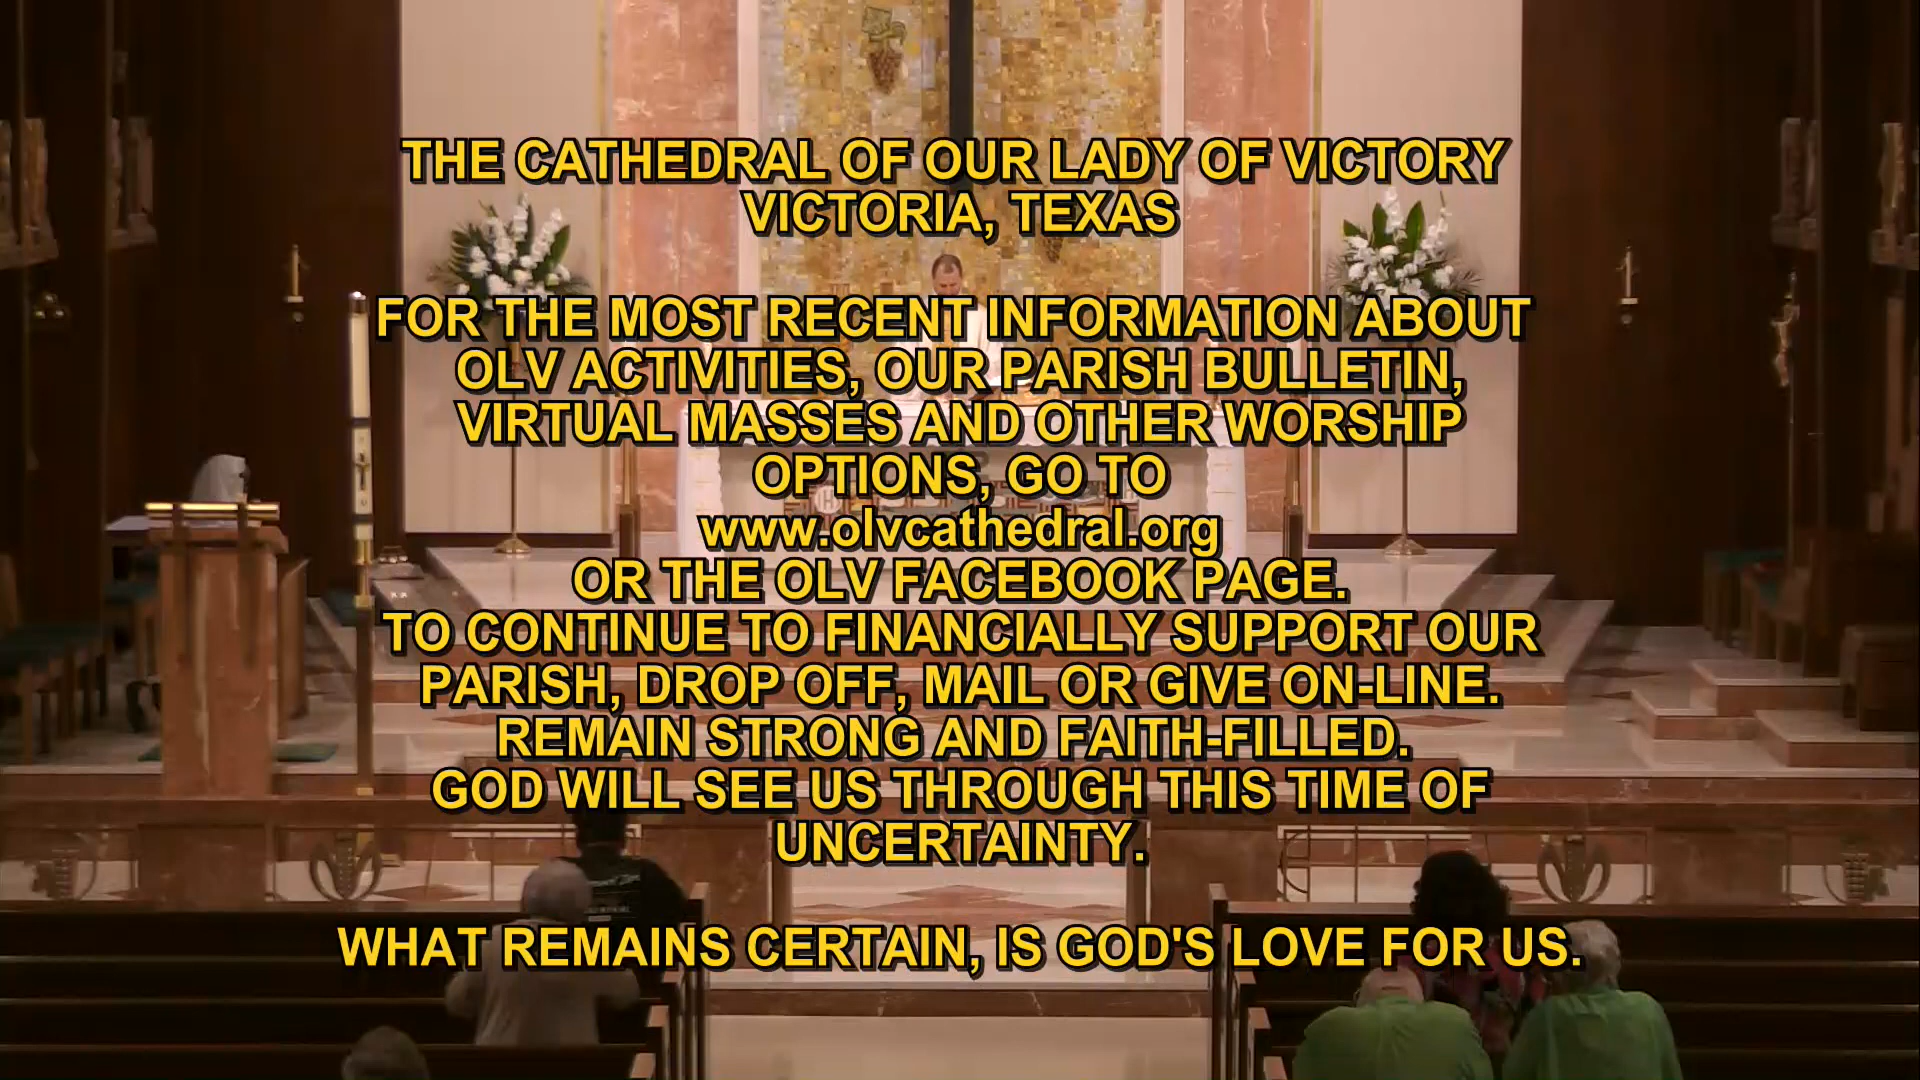 THE CATHEDRAL OF OUR LADY OF VICTORY
VICTORIA, TEXAS
FOR THE MOST RECENT INFORMATION ABOUT
OLV ACTIVITIES, OUR PARISH BULLETIN,
VIRTUAL MASSES AND OTHER WORSHIP
OPTIONS, GO TO
www.olvcathedral.org
OR THE OLV FACEBOOK PAGE.
TO CONTINUE TO FINANCIALLY SUPPORT OUR
PARISH, DROP OFF, MAIL OR GIVE ON-LINE.
REMAIN STRONG AND FAITH-FILLED.
GOD WILL SEE US THROUGH THIS TIME OF
UNCERTAINTY.
WHAT REMAINS CERTAIN, IS GOD'S LOVE FOR US.